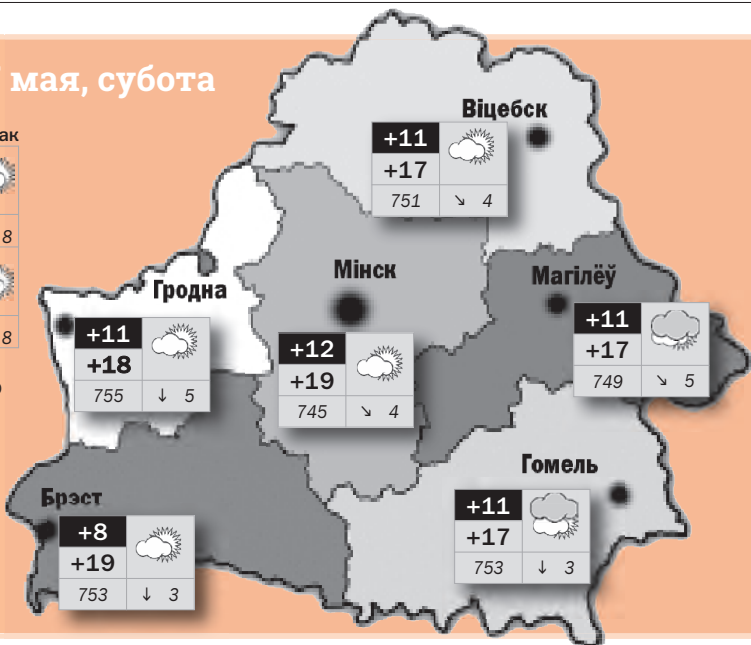 мая, субота
Віцебск
+11
+17
751 ↘ 4
Мінск
+12
+19
745 ↘ 4
Магілёў
+11
+17
749 ↘ 5
Гродна
+11
+18
755 ↓ 5
Гомель
+11
+17
753 ↓ 3
Брэст
+8
+19
753 ↓ 3
8
8